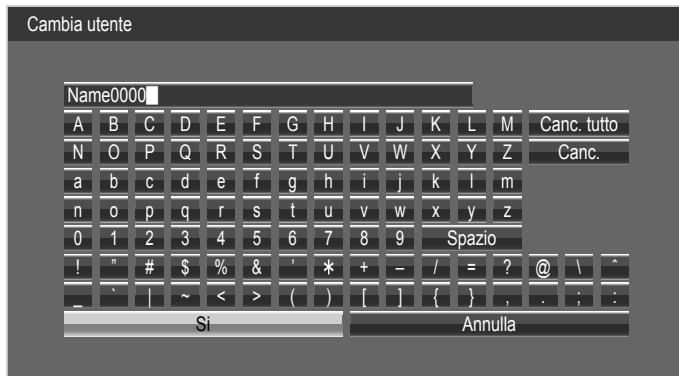 Cambia utente
Name0000
A B C D E F G H I J K L M Canc. tutto
N O P Q R S T U V W X Y Z Canc.
a b c d e f g h i j k l m
n o p q r s t u v w x y z
0 1 2 3 4 5 6 7 8 9 Spazio
! " # $ % & ' * + – / = ? @ \ ^
_ ` | ~ < > ( ) [ ] { } , . ; :
Si Annulla